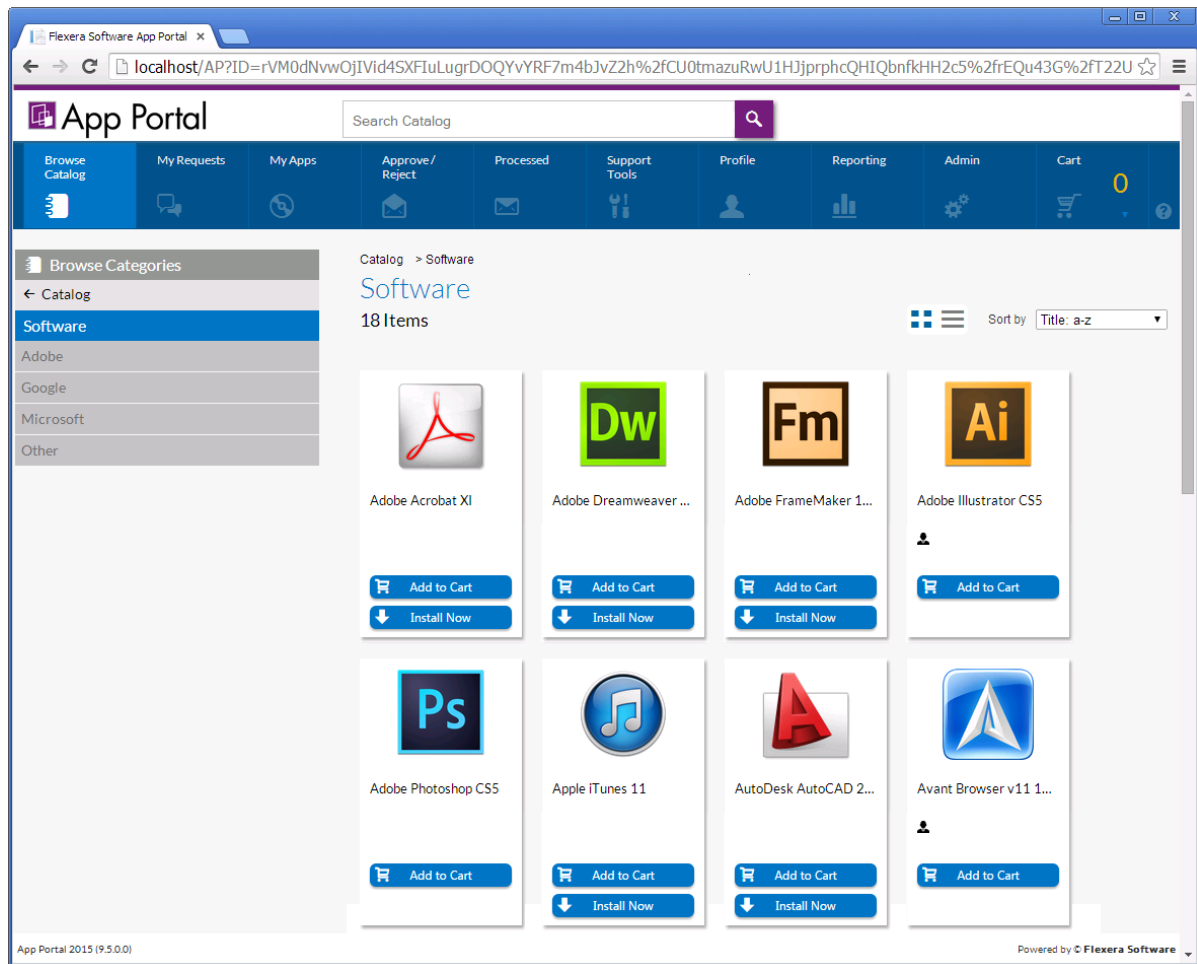 Flexera Software App Portal
localhost/AP?ID=rVM0dNvwOjIVid4SXFIuLugrDOQYvYRF7m4bJvZ2h%2fCU0tmazuRwU1HJjprphcQHIQbnfkHH2c5%2frEQu43G%2fT22U
App Portal
Search Catalog
Browse Catalog
My Requests
My Apps
Approve / Reject
Processed
Support Tools
Profile
Reporting
Admin
Cart
0
Browse Categories
← Catalog
Software
Adobe
Google
Microsoft
Other
Catalog > Software
Software
18 Items
Sort by Title: a-z
Adobe Acrobat XI
Add to Cart
Install Now
Dw
Adobe Dreamweaver ...
Add to Cart
Install Now
Fm
Adobe FrameMaker 1...
Add to Cart
Install Now
Ai
Adobe Illustrator CS5
Add to Cart
Ps
Adobe Photoshop CS5
Add to Cart
Apple iTunes 11
Add to Cart
Install Now
AutoDesk AutoCAD 2...
Add to Cart
Install Now
Avant Browser v11 1...
Add to Cart
App Portal 2015 (9.5.0.0)
Powered by © Flexera Software